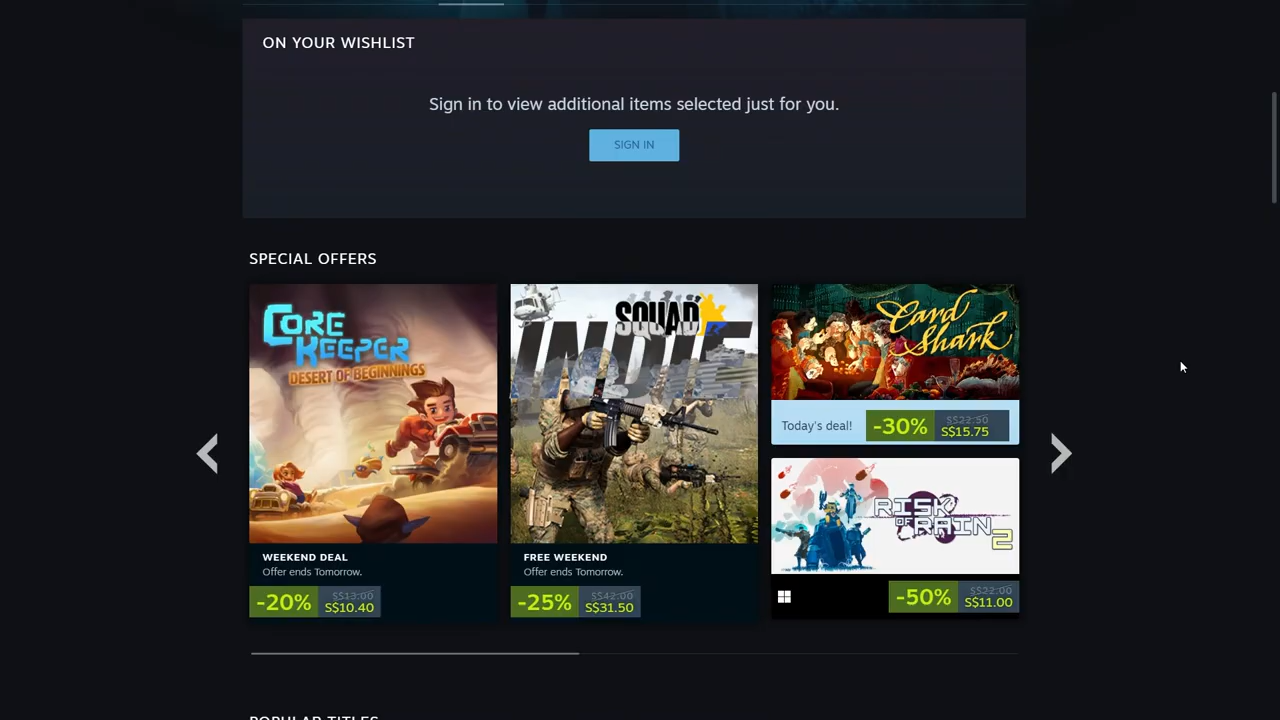 ON YOUR WISHLIST
Sign in to view additional items selected just for you.
SIGN IN
SPECIAL OFFERS
CORE
KEEPER
DESERT OF BEGINNINGS
WEEKEND DEAL
Offer ends Tomorrow.
-20%
S$13.00
S$10.40
SQUAD
INDIE
FREE WEEKEND
Offer ends Tomorrow.
-25%
S$42.00
S$31.50
Card
Shark
Today's deal!
-30%
S$22.50
S$15.75
RISK
OF RAIN
2
-50%
S$22.00
S$11.00
POPULAR TITLES